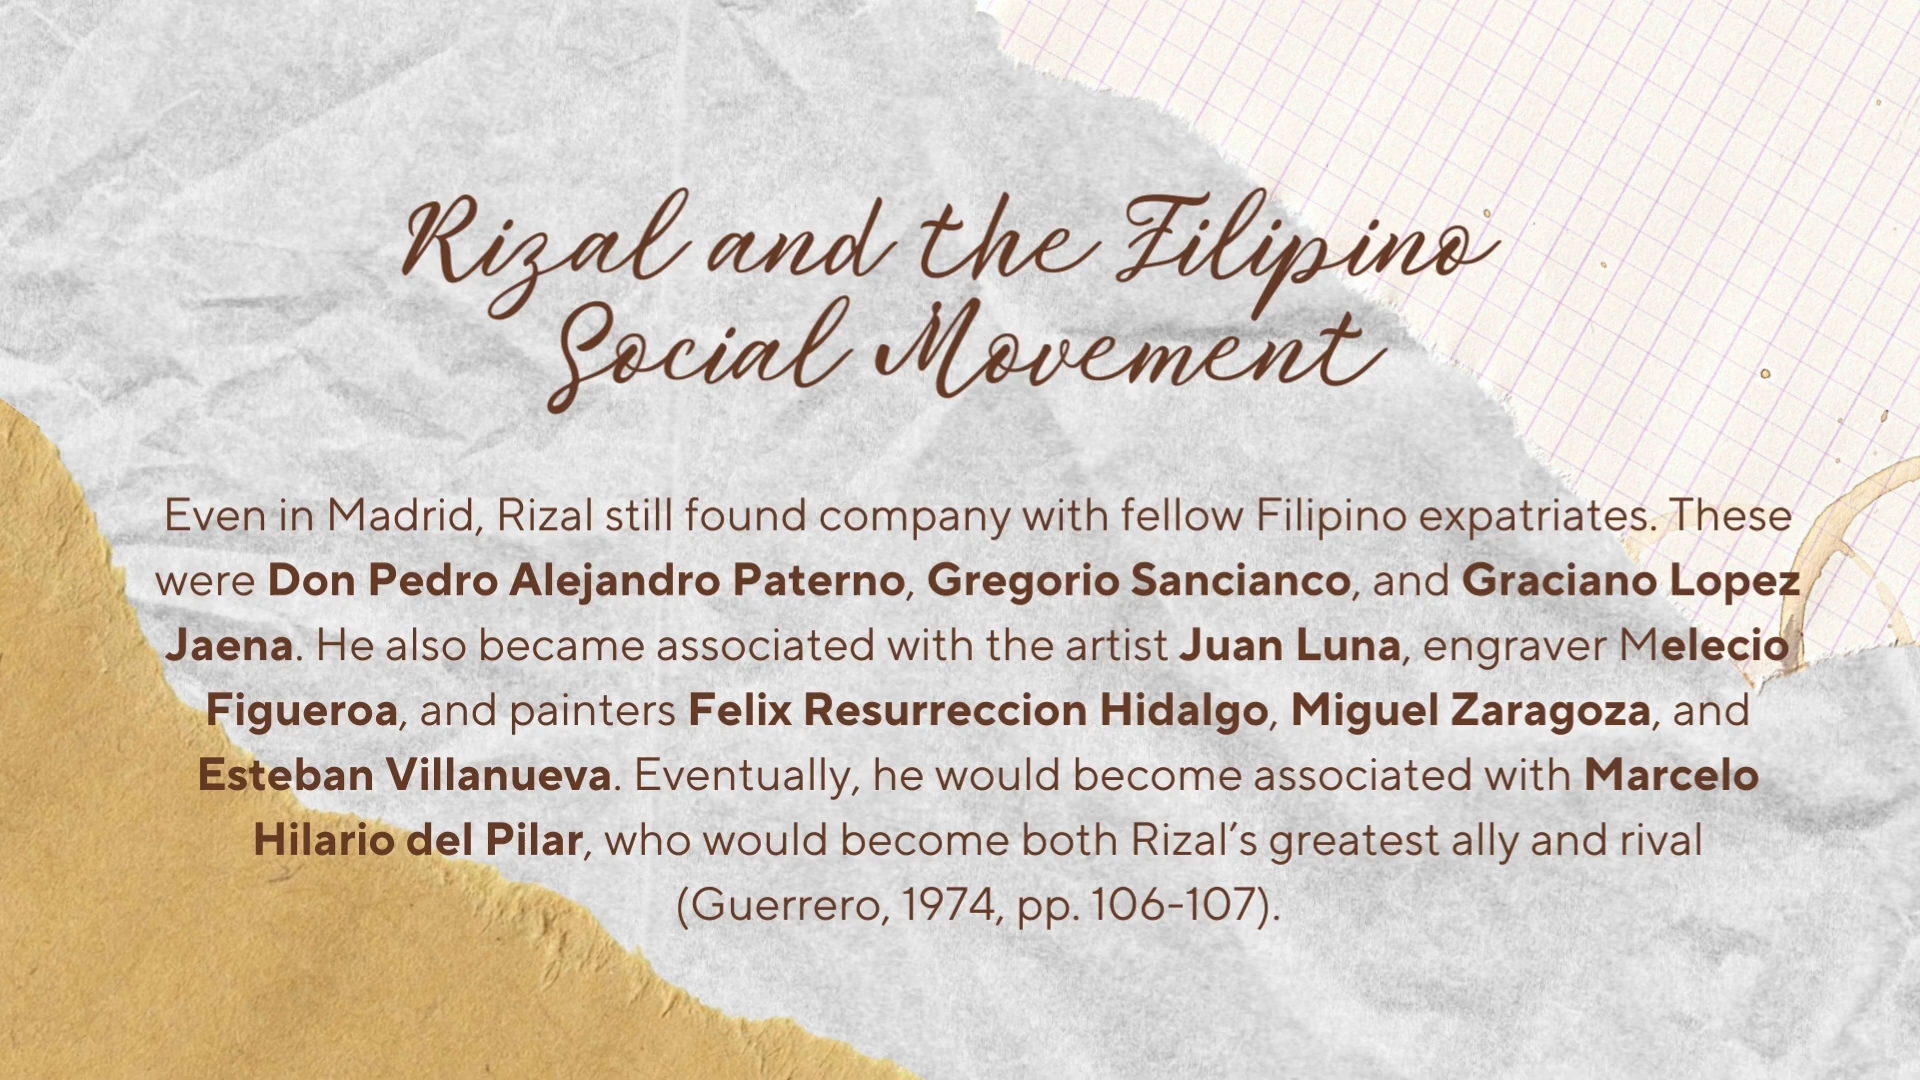 Rizal and the Filipino
Social Movement
Even in Madrid, Rizal still found company with fellow Filipino expatriates. These
were Don Pedro Alejandro Paterno, Gregorio Sancianco, and Graciano Lopez
Jaena. He also became associated with the artist Juan Luna, engraver Melecio
Figueroa, and painters Felix Resurreccion Hidalgo, Miguel Zaragoza, and
Esteban Villanueva. Eventually, he would become associated with Marcelo
Hilario del Pilar, who would become both Rizal’s greatest ally and rival
(Guerrero, 1974, pp. 106-107).